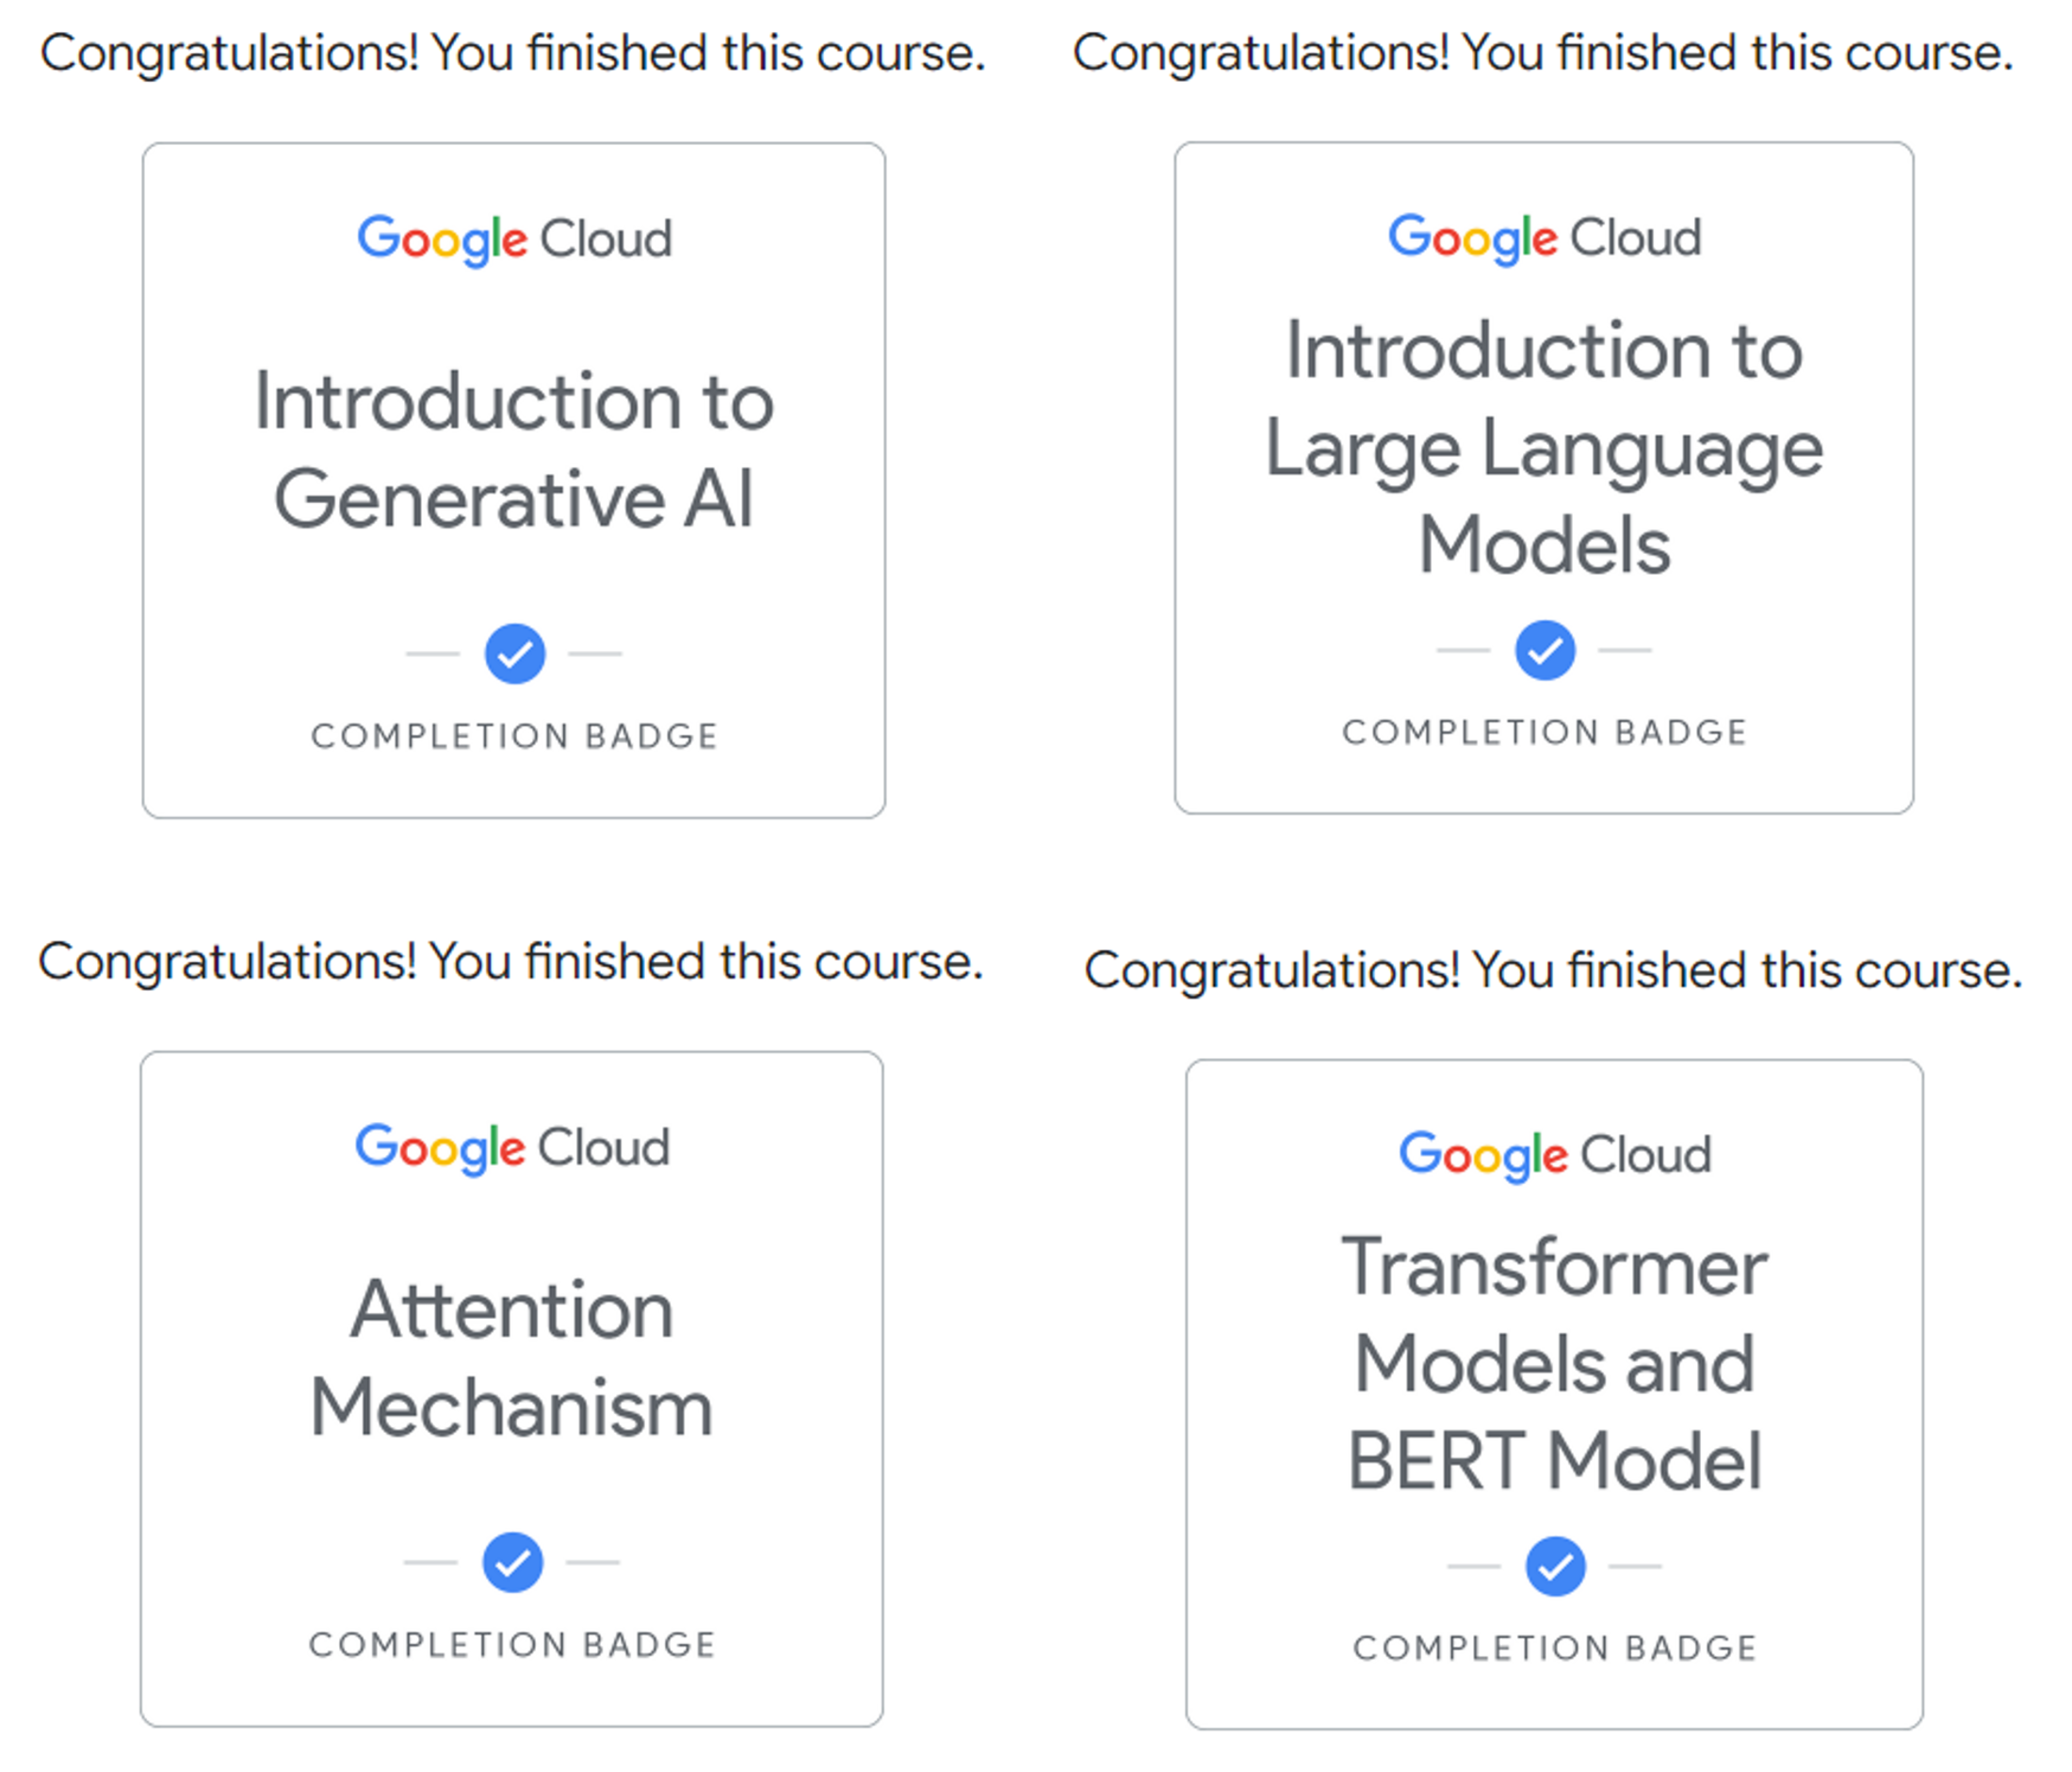 Congratulations! You finished this course.
Google Cloud
Introduction to
Generative AI
COMPLETION BADGE
Congratulations! You finished this course.
Google Cloud
Introduction to
Large Language
Models
COMPLETION BADGE
Congratulations! You finished this course.
Google Cloud
Attention
Mechanism
COMPLETION BADGE
Congratulations! You finished this course.
Google Cloud
Transformer
Models and
BERT Model
COMPLETION BADGE